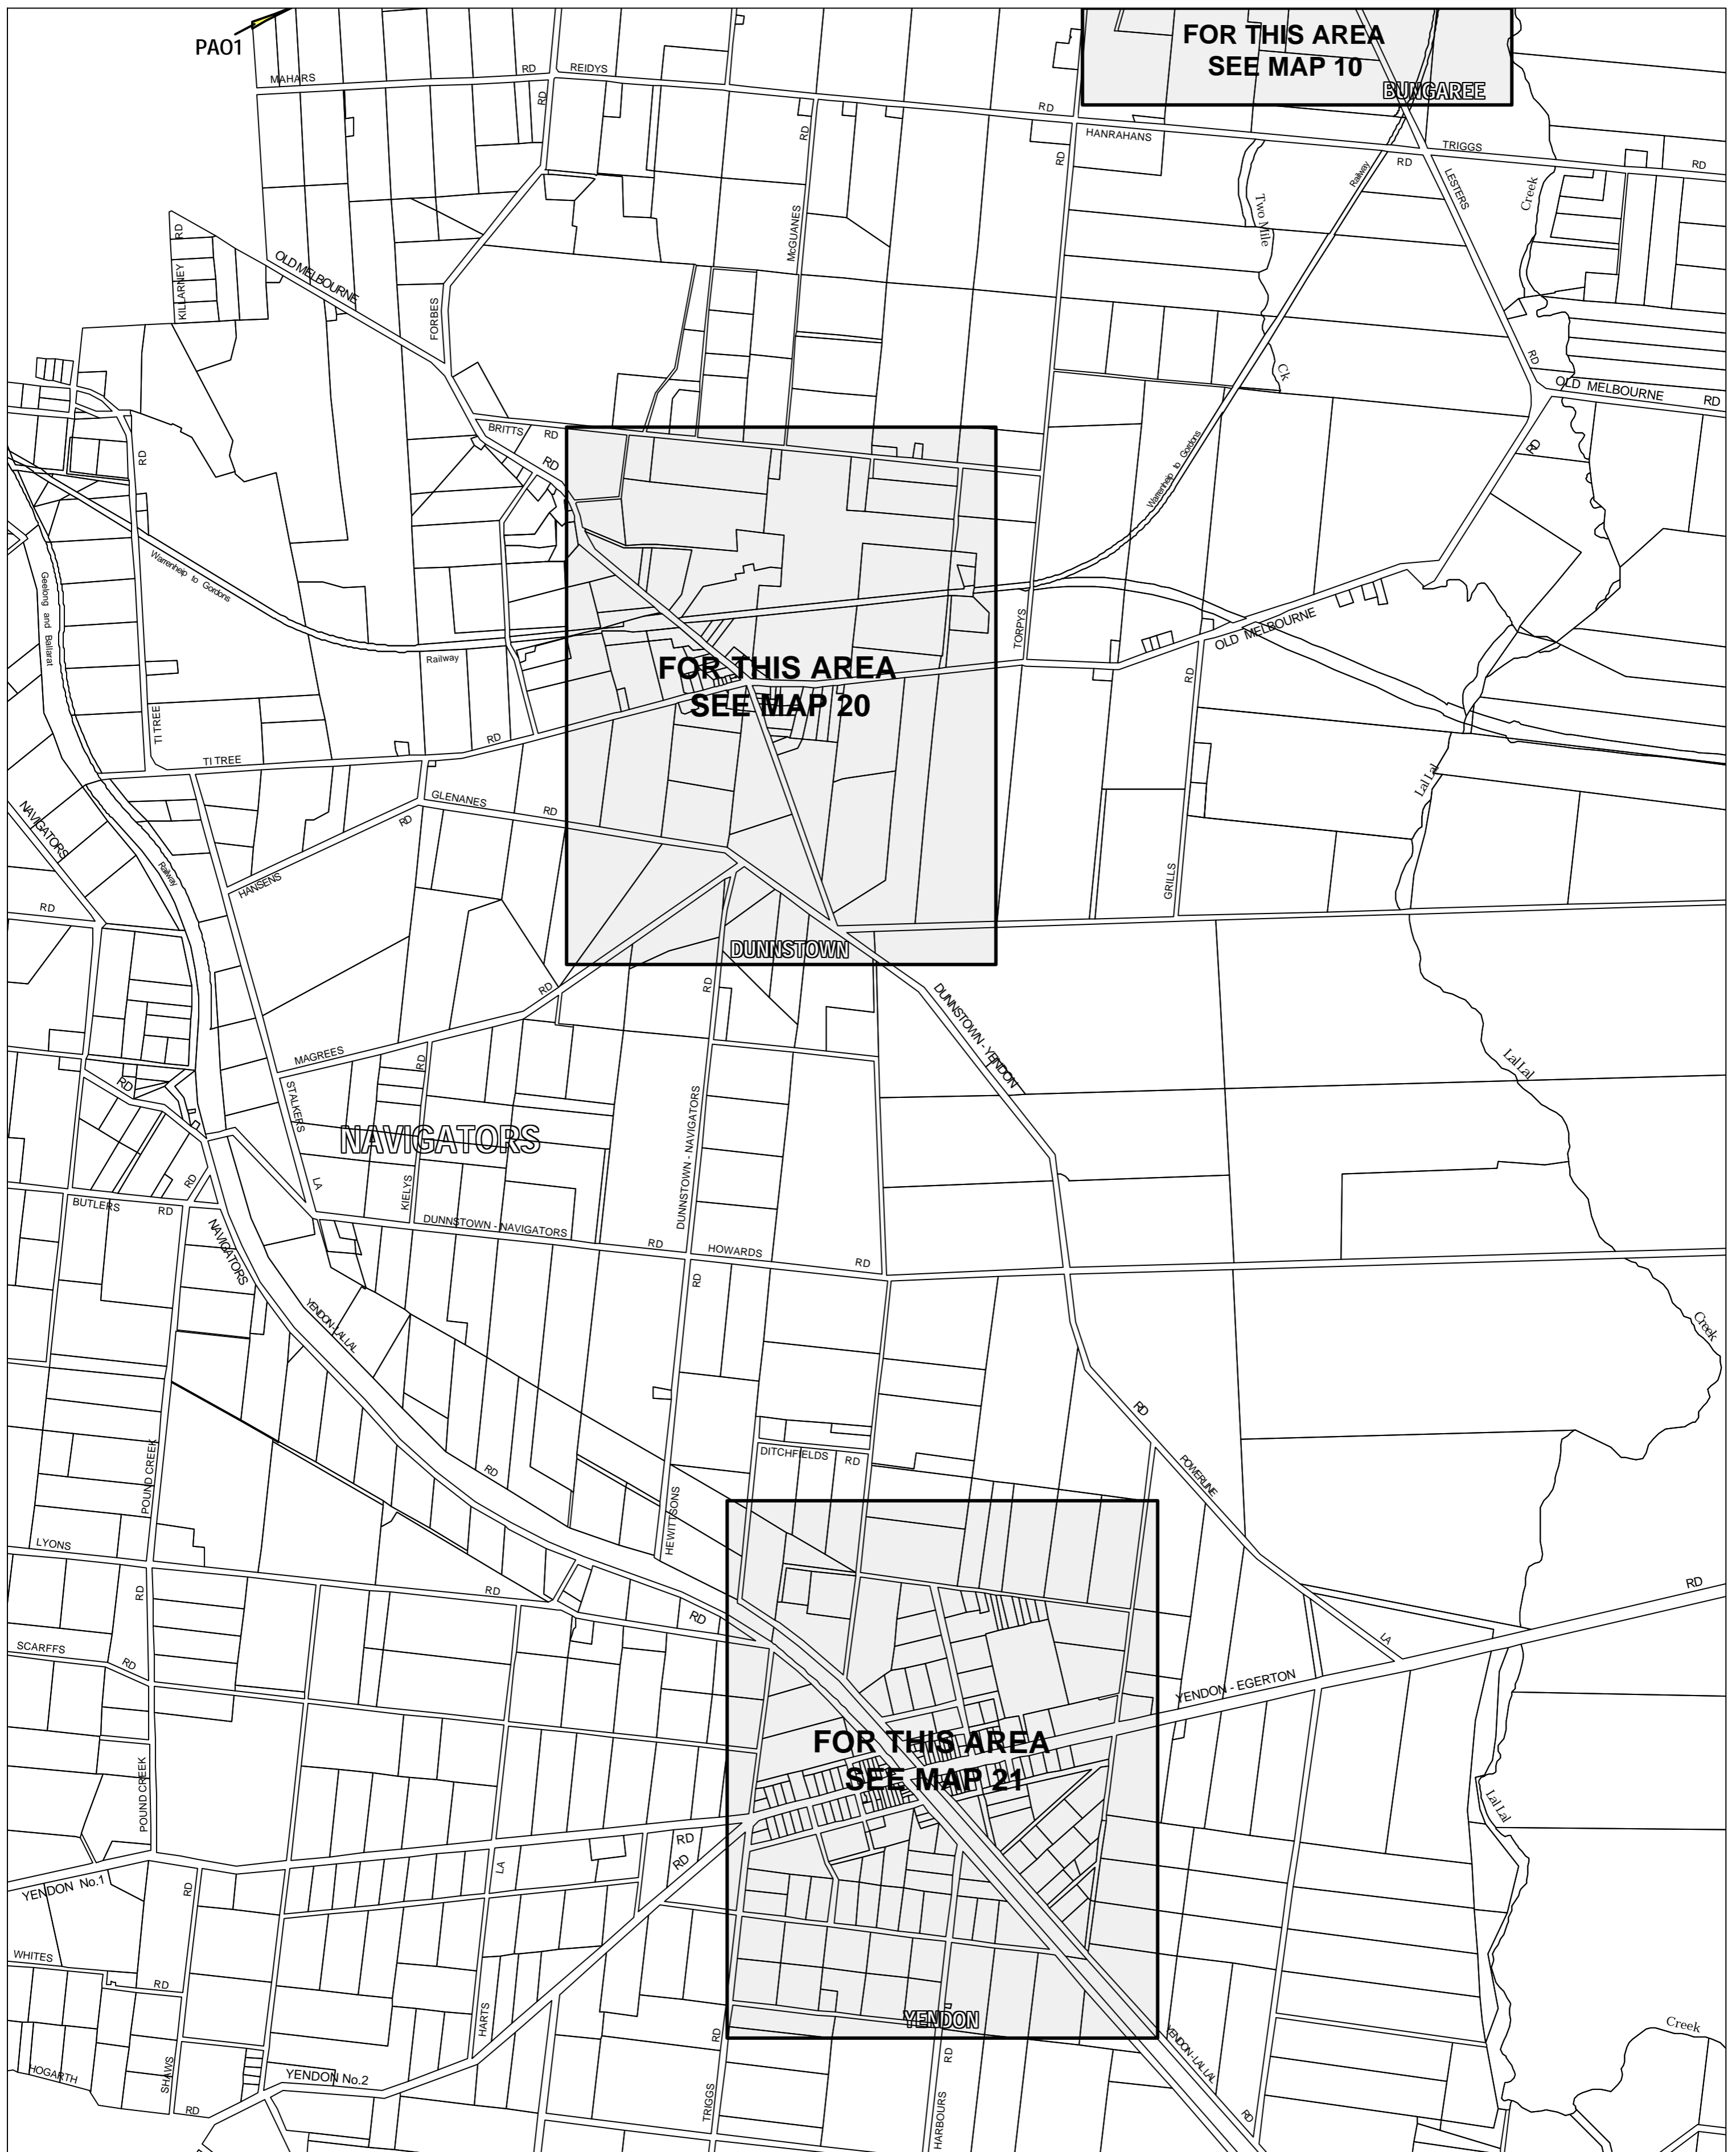 PAO1
FOR THIS AREA
SEE MAP 10
BUNGAREE
MAHARS
RD
REIDYS
RD
RD
RD
RD
HANRAHANS
RD
TRIGGS
RD
RD
Railway
LESTERS
Creek
Two Mile
Ck
McGUANES
KILLARNEY
RD
OLD MELBOURNE
FORBES
RD
OLD MELBOURNE
RD
RD
BRITTS
RD
RD
RD
Warrenheip to Gordons
Warrenheip to Gordons
Geelong and Ballarat
Railway
TORPYS
OLD MELBOURNE
RD
FOR THIS AREA
SEE MAP 20
TI TREE
TI TREE
RD
GLENANES
RD
RD
HANSENS
NAVIGATORS
Railway
RD
Lal Lal
GRILLS
DUNNSTOWN
RD
RD
DUNNSTOWN - YENDON
MAGREES
RD
RD
STALKERS
LA
NAVIGATORS
KIELYS
DUNNSTOWN - NAVIGATORS
Lal Lal
RD
BUTLERS
RD
NAVIGATORS
DUNNSTOWN - NAVIGATORS
RD
HOWARDS
RD
RD
YENDON-LALLAL
Creek
RD
POUND CREEK
RD
HEWITTSONS
DITCHFIELDS
RD
POWERLINE
LYONS
RD
RD
RD
RD
LA
SCARFFS
RD
YENDON - EGERTON
FOR THIS AREA
SEE MAP 21
POUND CREEK
Lal Lal
RD
RD
LA
YENDON No.1
RD
WHITES
RD
HARTS
YENDON
RD
RD
YENDON-LALLAL
Creek
HOGARTH
SHAWS
RD
YENDON No.2
TRIGGS
HARBOURS
RD